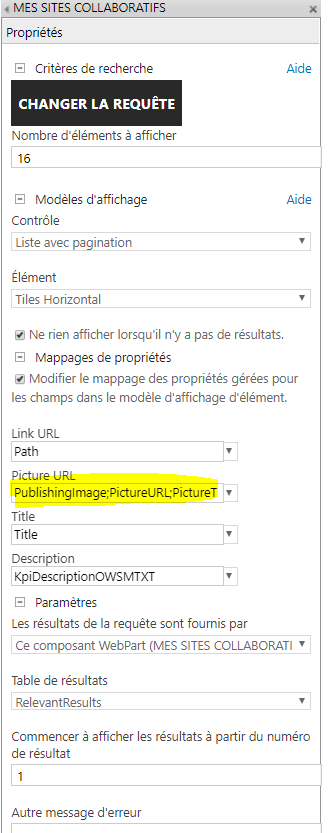 MES SITES COLLABORATIFS
Propriétés
Critères de recherche Aide
CHANGER LA REQUÊTE
Nombre d'éléments à afficher
16
Modèles d'affichage Aide
Contrôle
Liste avec pagination
Élément
Tiles Horizontal
Ne rien afficher lorsqu'il n'y a pas de résultats.
Mappages de propriétés
Modifier le mappage des propriétés gérées pour
les champs dans le modèle d'affichage d'élément.
Link URL
Path
Picture URL
PublishingImage;PictureURL;PictureT
Title
Title
Description
KpiDescriptionOWSMTXT
Paramètres
Les résultats de la requête sont fournis par
Ce composant WebPart (MES SITES COLLABORATI
Table de résultats
RelevantResults
Commencer à afficher les résultats à partir du numéro
de résultat
1
Autre message d'erreur